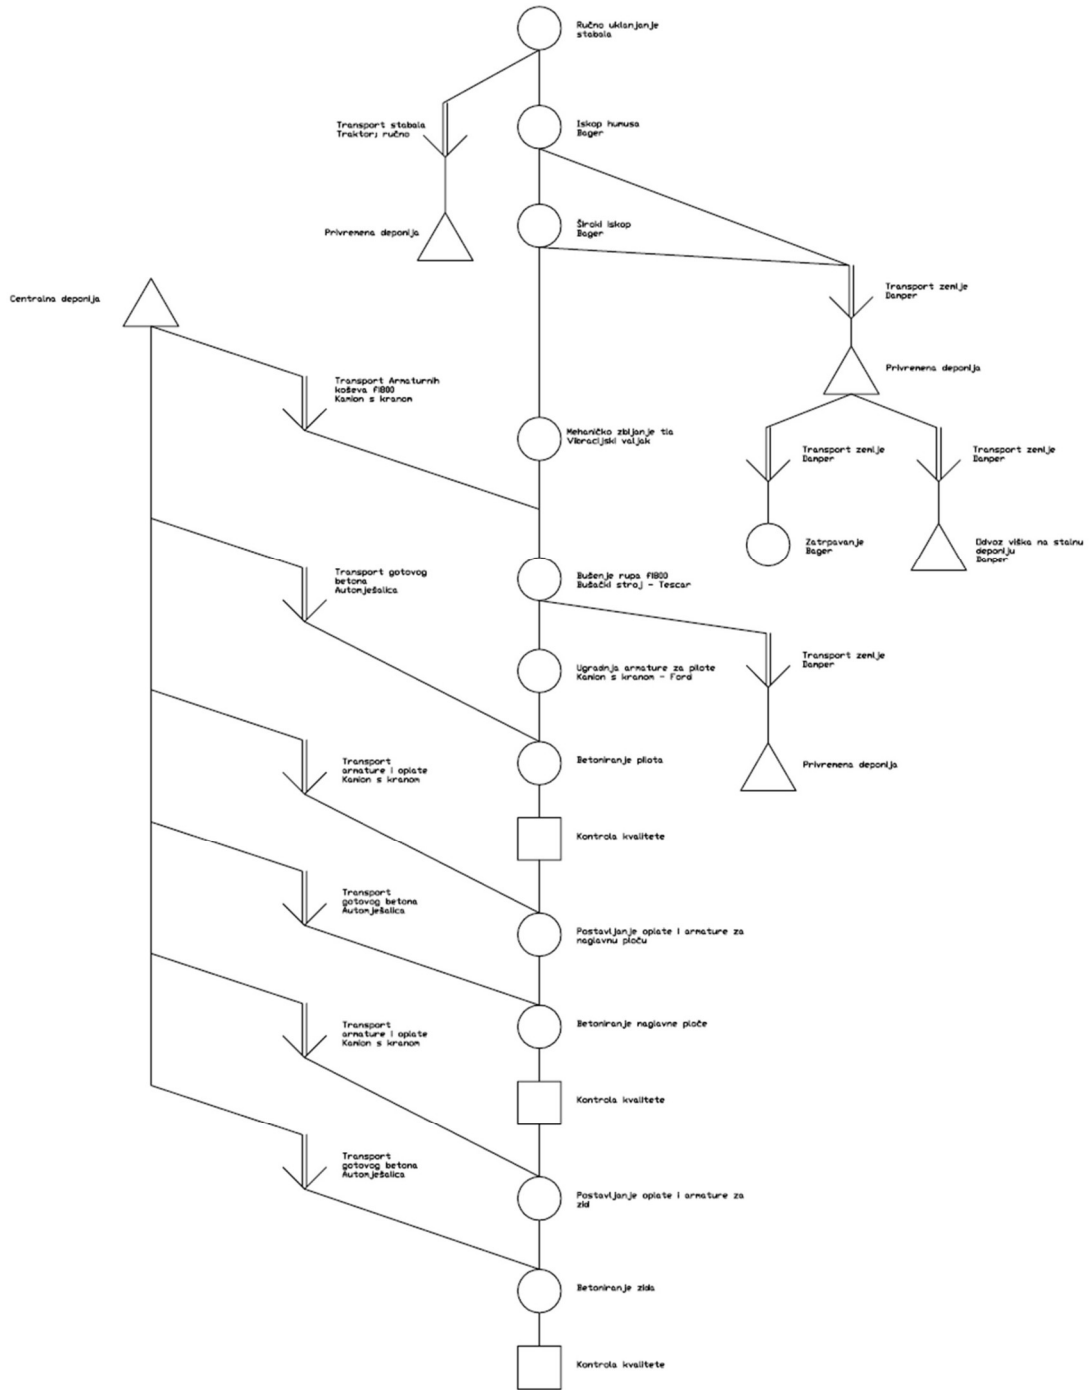 Ručno uklanjanje
stabala
Transport stabala
Traktor; ručno
Iskop humusa
Bager
Privremena deponija
Široki iskop
Bager
Centralna deponija
Transport zemlje
Damper
Privremena deponija
Transport Armaturnih
koševa fi800
Kamion s kranom
Mehaničko zbijanje tla
Vibracijski valjak
Transport zemlje
Damper
Transport zemlje
Damper
Zatrpavanje
Bager
Odvoz viška na stalnu
deponiju
Damper
Transport gotovog
betona
Automješalica
Bušenje rupa fi800
Bušački stroj - Tescar
Transport zemlje
Damper
Ugradnja armature za pilote
Kamion s kranom - Ford
Transport
armature i oplate
Kamion s kranom
Betoniranje pilota
Privremena deponija
Kontrola kvalitete
Transport
gotovog betona
Automješalica
Postavljanje oplate i armature za
naglavnu ploču
Transport
armature i oplate
Kamion s kranom
Betoniranje naglavne ploče
Kontrola kvalitete
Transport
gotovog betona
Automješalica
Postavljanje oplate i armature za
zid
Betoniranje zida
Kontrola kvalitete